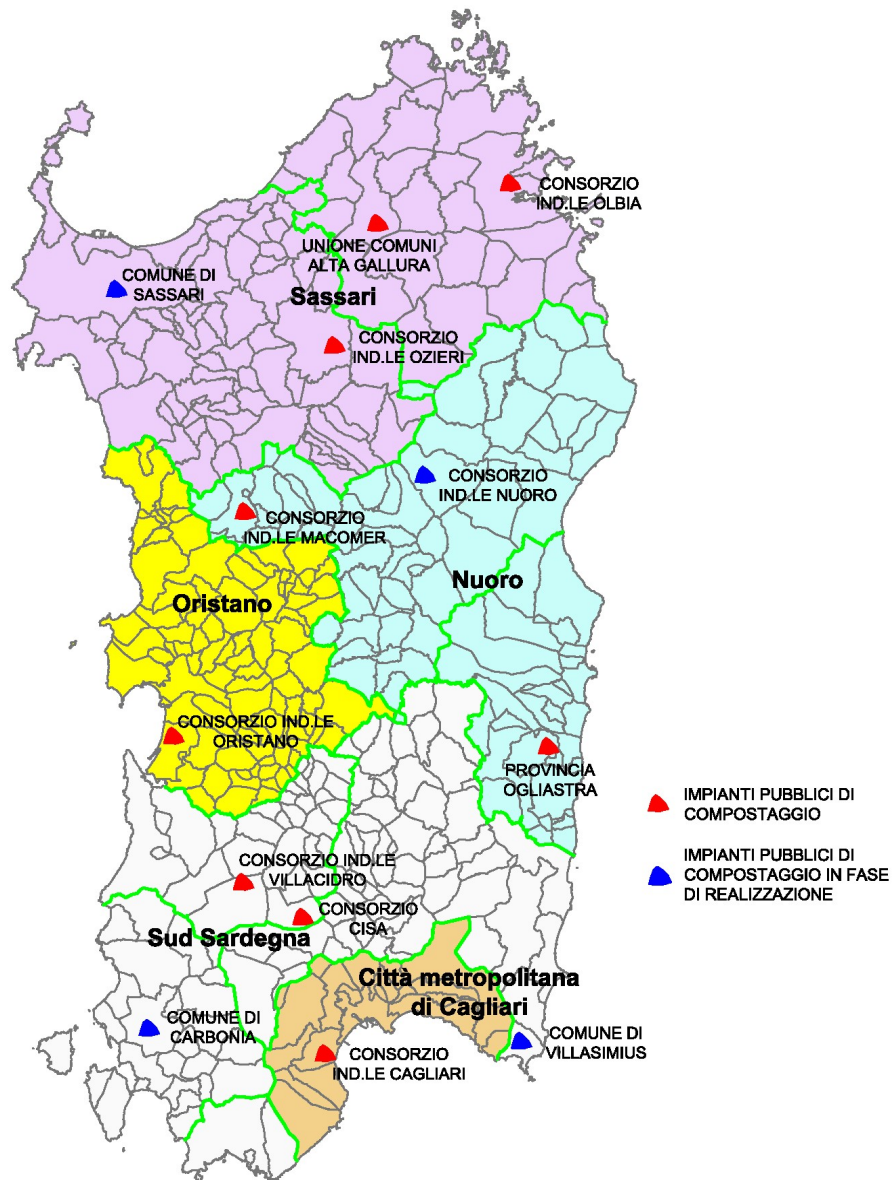 CONSORZIO
IND.LE OLBIA
UNIONE COMUNI
ALTA GALLURA
COMUNE DI
SASSARI
Sassari
CONSORZIO
IND.LE OZIERI
CONSORZIO
IND.LE NUORO
CONSORZIO
IND.LE MACOMER
Nuoro
Oristano
CONSORZIO IND.LE
ORISTANO
PROVINCIA
OGLIASTRA
IMPIANTI PUBBLICI DI
COMPOSTAGGIO
IMPIANTI PUBBLICI DI
COMPOSTAGGIO IN FASE
DI REALIZZAZIONE
CONSORZIO IND.LE
VILLACIDRO
CONSORZIO
CISA
Sud Sardegna
Città metropolitana
di Cagliari
COMUNE DI
CARBONIA
COMUNE DI
VILLASIMIUS
CONSORZIO
IND.LE CAGLIARI